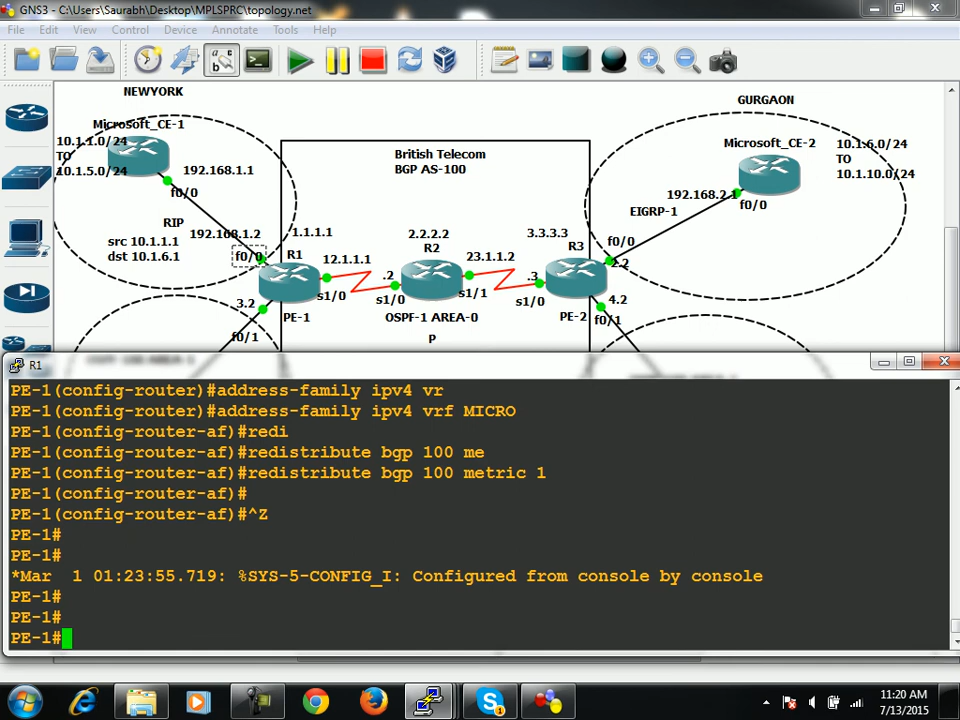 GNS3 - C:\Users\Saurabh\Desktop\MPLSPRC\topology.net
File Edit View Control Device Annotate Tools Help
NEWYORK
GURGAON
Microsoft_CE-1
10.1.1.0/24
TO
10.1.5.0/24
192.168.1.1
f0/0
British Telecom
BGP AS-100
Microsoft_CE-2
10.1.6.0/24
TO
10.1.10.0/24
192.168.2.1
f0/0
EIGRP-1
RIP
192.168.1.2
src 10.1.1.1
dst 10.1.6.1
f0/0
1.1.1.1
R1
2.2.2.2
R2
3.3.3.3
R3
f0/0
2.2
12.1.1.1
23.1.1.2
.2
.3
s1/0
s1/0
s1/1
s1/0
3.2
f0/1
PE-1
OSPF-1 AREA-0
P
PE-2
4.2
f0/1
R1
PE-1(config-router)#address-family ipv4 vr
PE-1(config-router)#address-family ipv4 vrf MICRO
PE-1(config-router-af)#redi
PE-1(config-router-af)#redistribute bgp 100 me
PE-1(config-router-af)#redistribute bgp 100 metric 1
PE-1(config-router-af)#
PE-1(config-router-af)#^Z
PE-1#
PE-1#
*Mar  1 01:23:55.719: %SYS-5-CONFIG_I: Configured from console by console
PE-1#
PE-1#
PE-1#
11:20 AM
7/13/2015